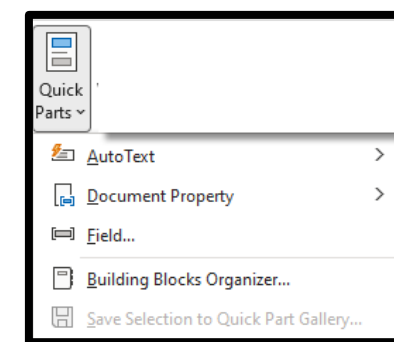 Quick
Parts
AutoText
Document Property
Field...
Building Blocks Organizer...
Save Selection to Quick Part Gallery...